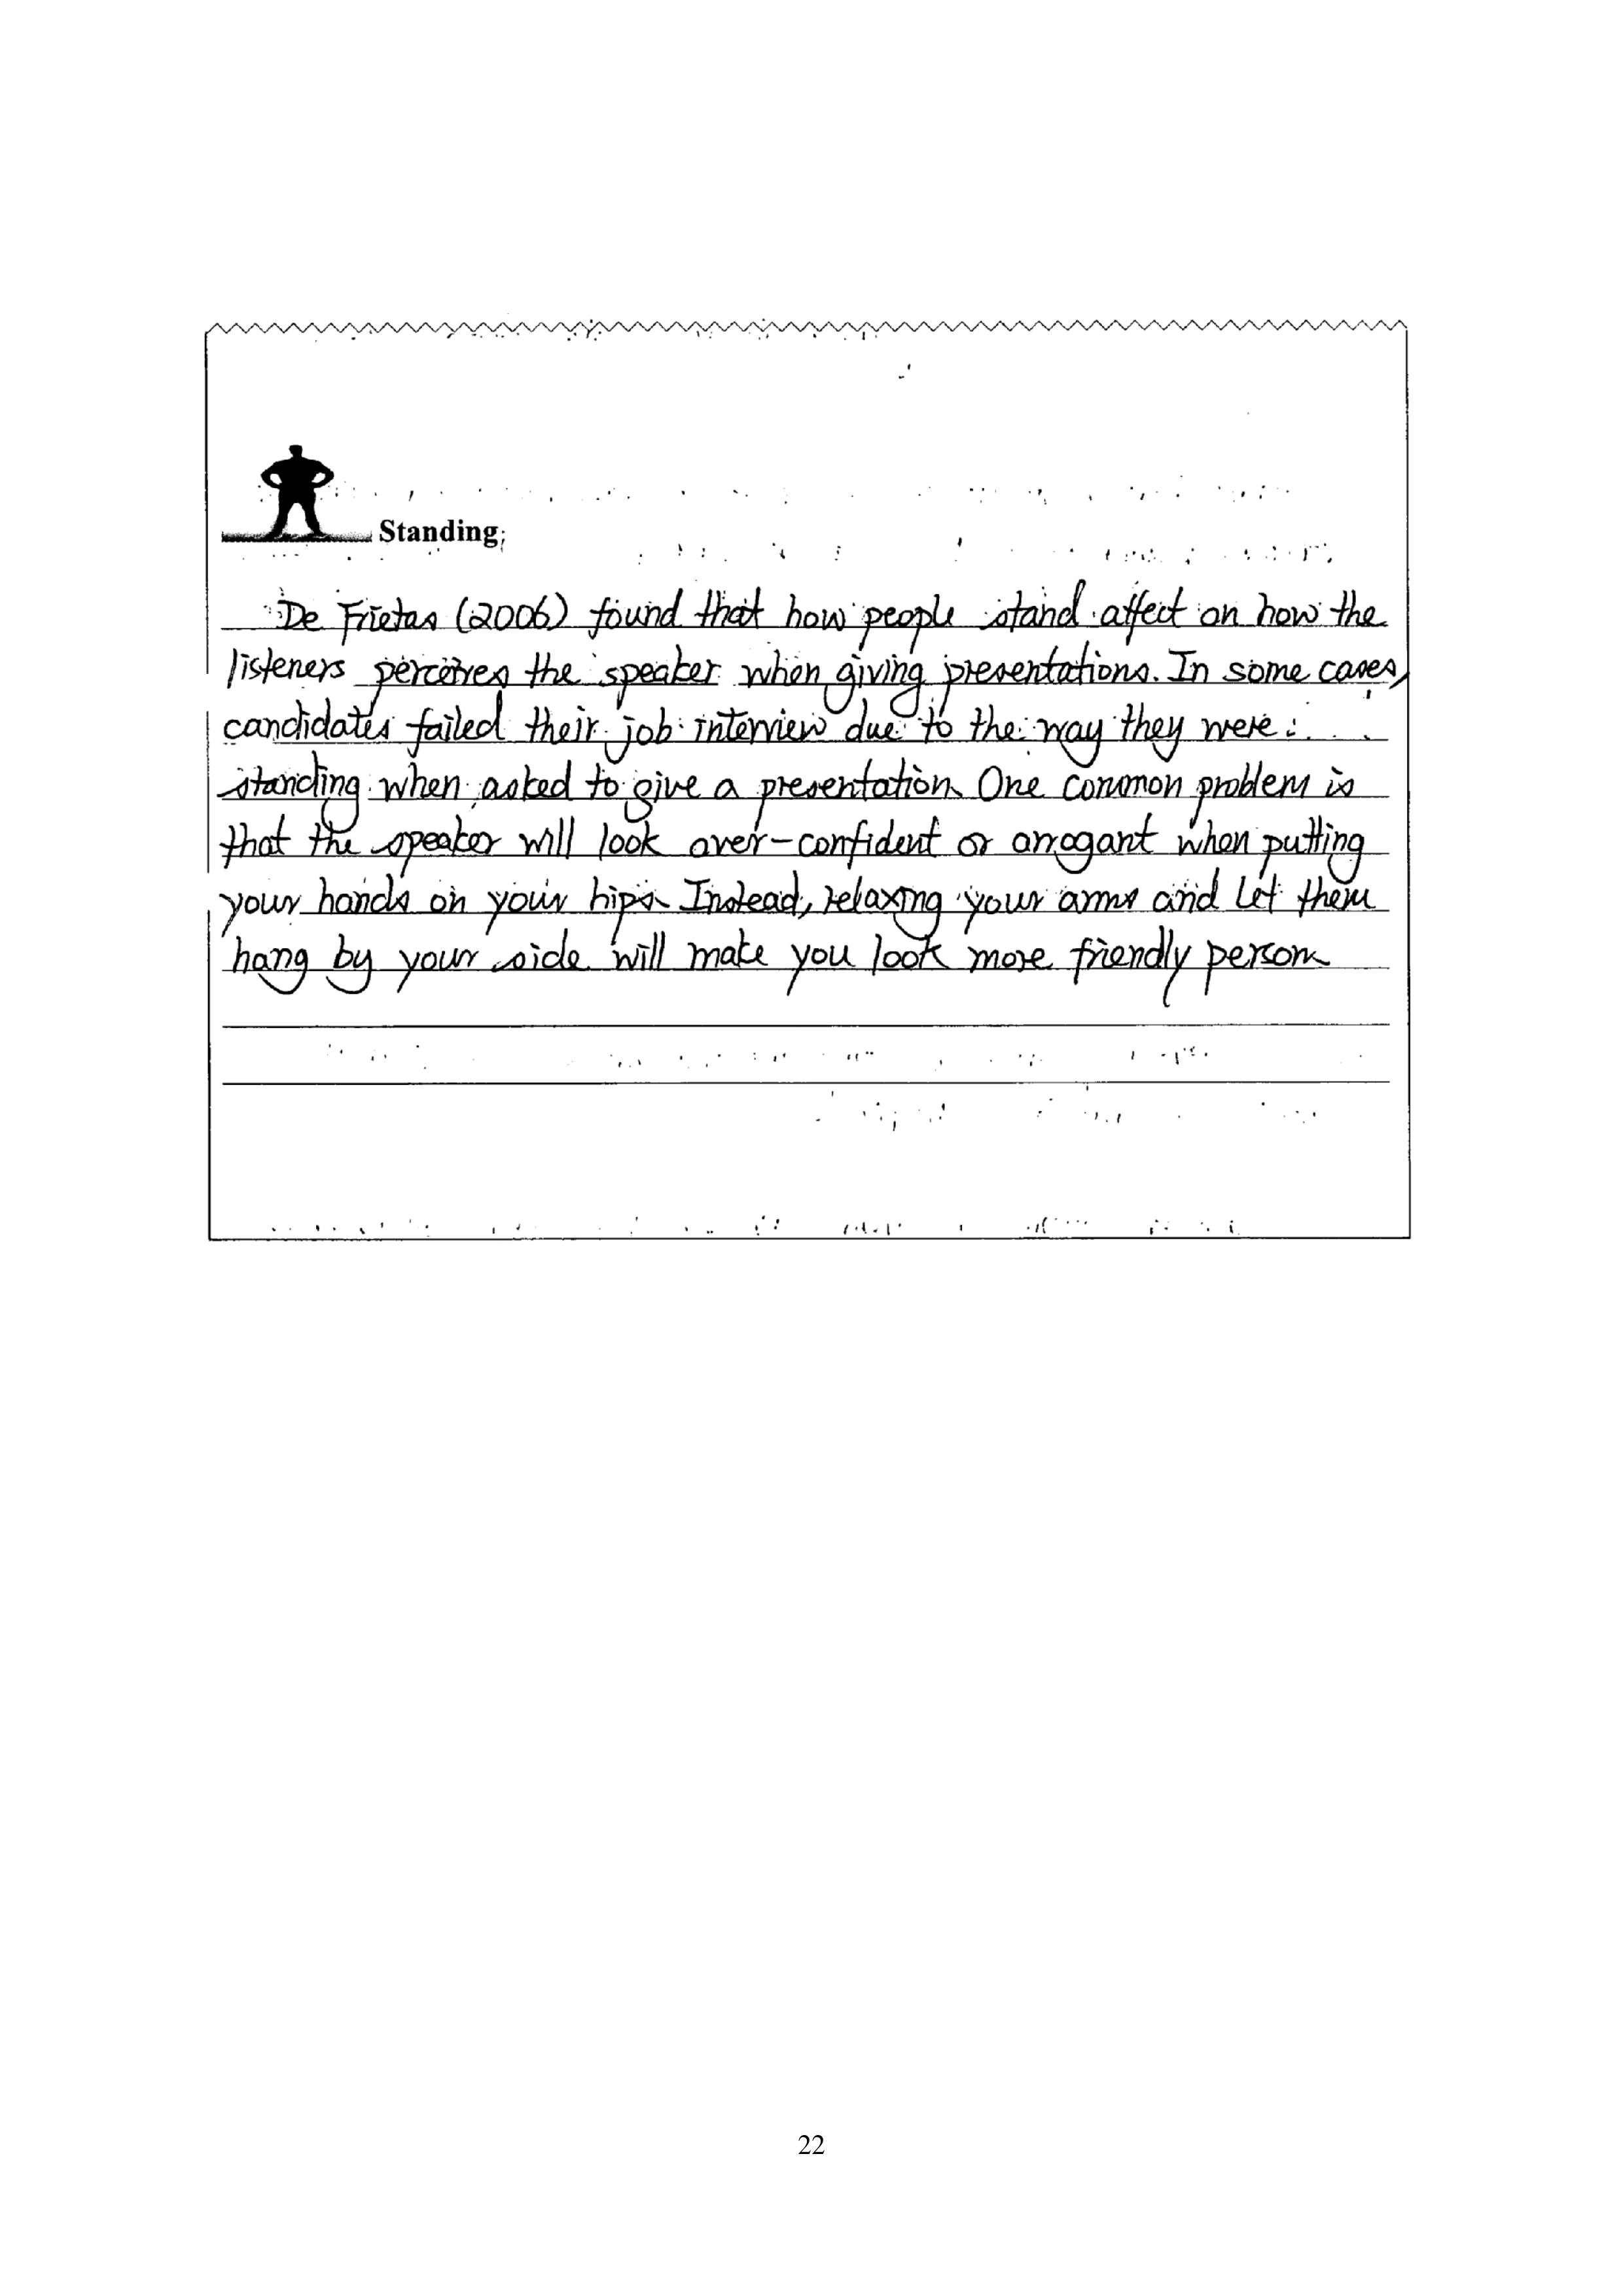 Standing
De Frietas (2006) found that how people stand affect on how the
listeners perceives the speaker when giving presentations. In some cases,
candidates failed their job interview due to the way they were
standing when asked to give a presentation. One common problem is
that the speaker will look over-confident or arrogant when putting
your hands on your hips. Instead, relaxing your arms and let them
hang by your side will make you look more friendly person
22